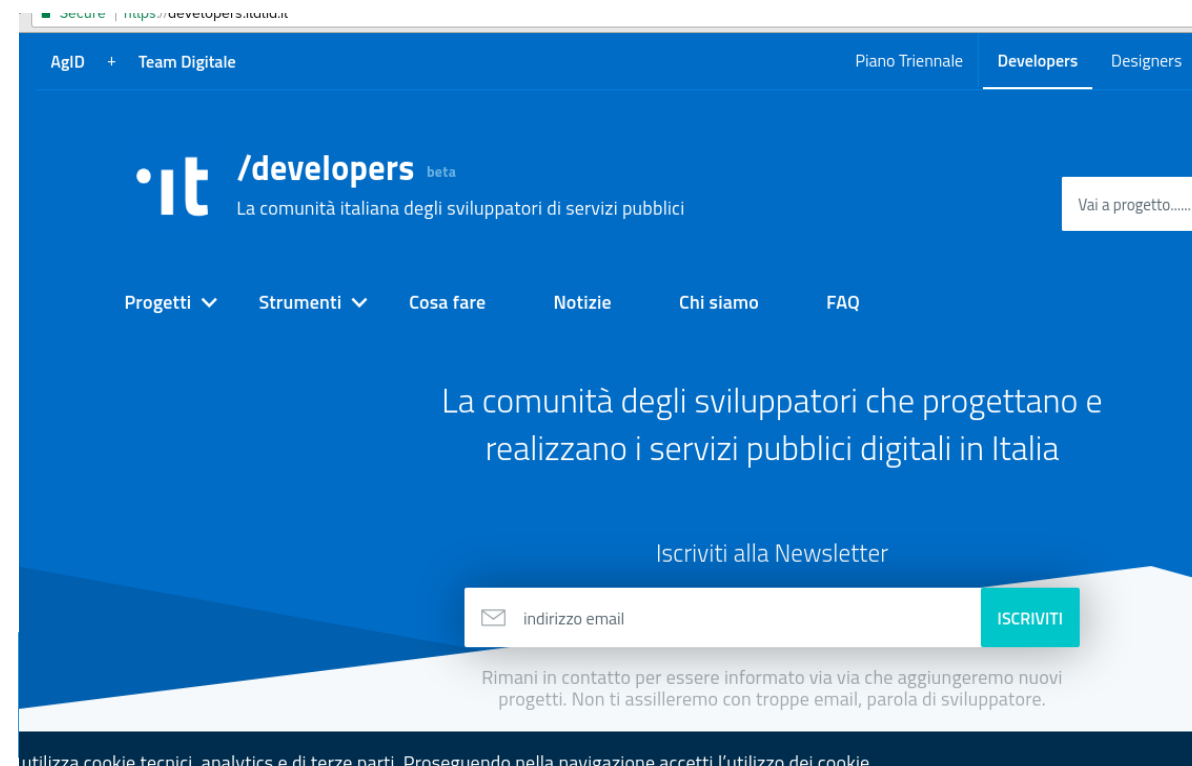 Secure | https://developers.italia.it
AgID + Team Digitale Piano Triennale Developers Designers
·it /developers beta
La comunità italiana degli sviluppatori di servizi pubblici
Vai a progetto......
Progetti Strumenti Cosa fare Notizie Chi siamo FAQ
La comunità degli sviluppatori che progettano e
realizzano i servizi pubblici digitali in Italia
Iscriviti alla Newsletter
indirizzo email ISCRIVITI
Rimani in contatto per essere informato via via che aggiungeremo nuovi
progetti. Non ti assilleremo con troppe email, parola di sviluppatore.
utilizza cookie tecnici, analytics e di terze parti. Proseguendo nella navigazione accetti l’utilizzo dei cookie.